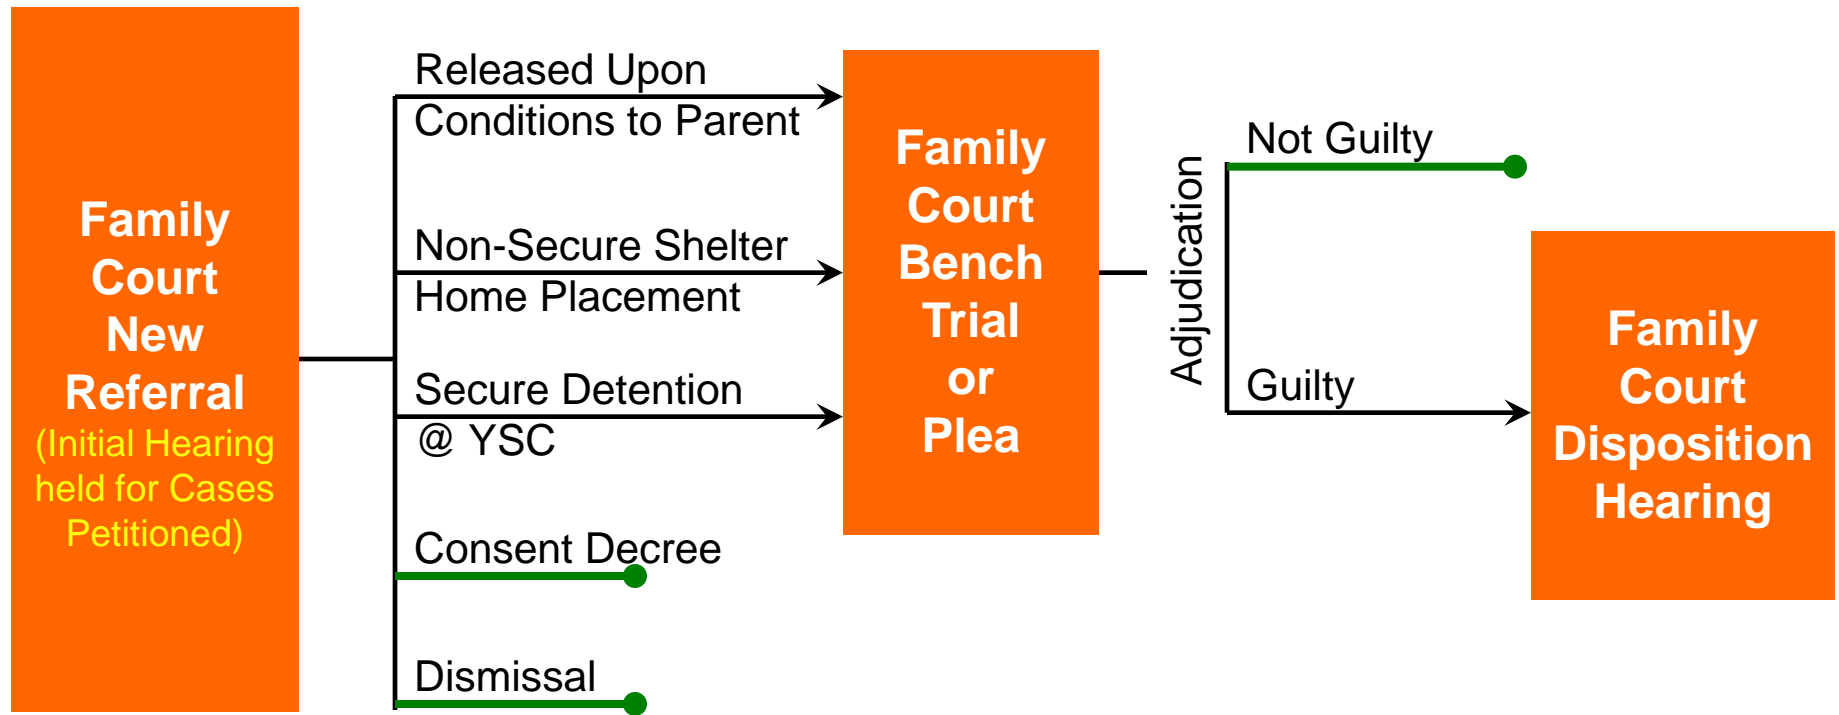 Family
Court
New
Referral
(Initial Hearing
held for Cases
Petitioned)
Released Upon
Conditions to Parent
Non-Secure Shelter
Home Placement
Secure Detention
@ YSC
Consent Decree
Dismissal
Family
Court
Bench
Trial
or
Plea
Adjudication
Not Guilty
Guilty
Family
Court
Disposition
Hearing